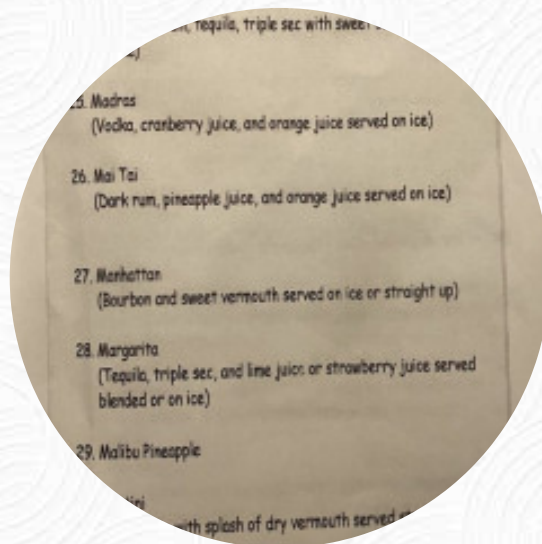 tequila, triple sec with sweet
25. Madras
(Vodka, cranberry juice, and orange juice served on ice)
26. Mai Tai
(Dark rum, pineapple juice, and orange juice served on ice)
27. Manhattan
(Bourbon and sweet vermouth served on ice or straight up)
28. Margarita
(Tequila, triple sec, and lime juice or strawberry juice served
blended or on ice)
29. Malibu Pineapple
with splash of dry vermouth served